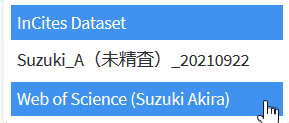 InCites Dataset
Suzuki_A（未精査）_20210922
Web of Science (Suzuki Akira)